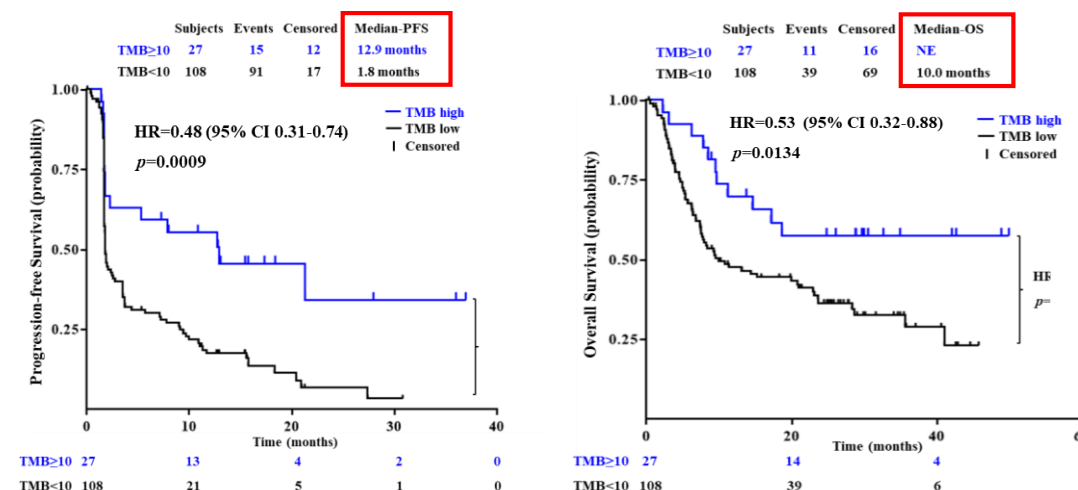 Subjects Events Censored Median-PFS
TMB≥10 27 15 12 12.9 months
TMB<10 108 91 17 1.8 months
1.00
0.75
0.50
0.25
Progression-free Survival (probability)
HR=0.48 (95% CI 0.31-0.74)
p=0.0009
TMB high
TMB low
Censored
0 10 20 30 40
Time (months)
TMB≥10 27 13 4 2 0
TMB<10 108 21 5 1 0
Subjects Events Censored Median-OS
TMB≥10 27 11 16 NE
TMB<10 108 39 69 10.0 months
1.00
0.75
0.50
0.25
Overall Survival (probability)
HR=0.53 (95% CI 0.32-0.88)
p=0.0134
TMB high
TMB low
Censored
HR
p=
0 20 40 6
Time (months)
TMB≥10 27 14 4
TMB<10 108 39 6